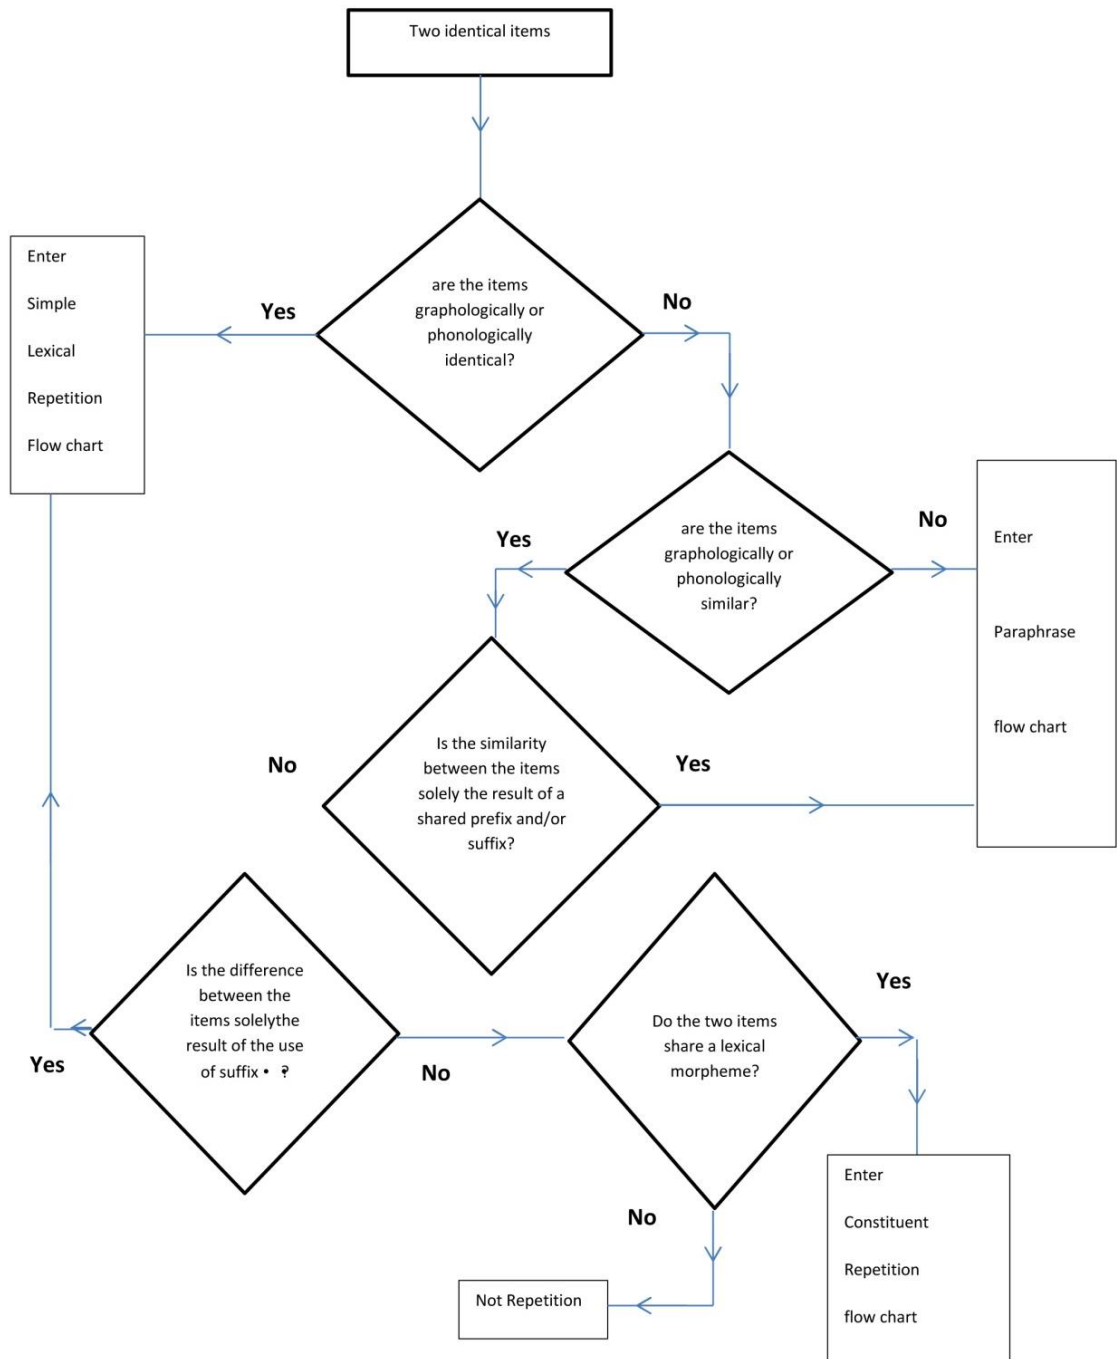 Two identical items
are the items
graphologically or
phonologically
identical?
Yes
No
Enter
Simple
Lexical
Repetition
Flow chart
are the items
graphologically or
phonologically
similar?
Yes
No
Enter
Paraphrase
flow chart
Is the similarity
between the items
solely the result of a
shared prefix and/or
suffix?
No
Yes
Is the difference
between the
items solelythe
result of the use
of suffix • ?
Yes
No
Do the two items
share a lexical
morpheme?
Yes
No
Enter
Constituent
Repetition
flow chart
Not Repetition